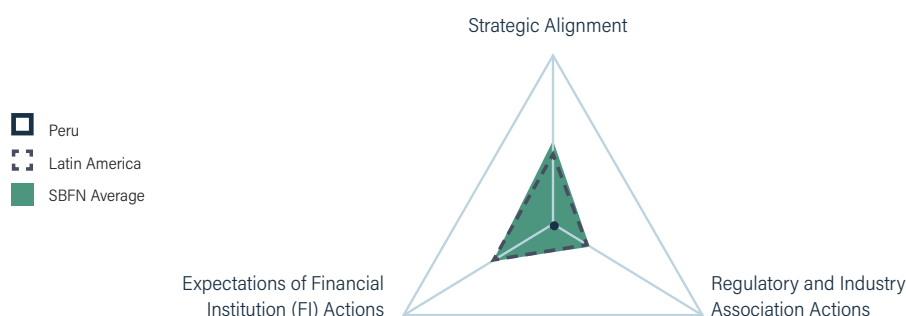 Strategic Alignment
Peru
Latin America
SBFN Average
Expectations of Financial
Institution (FI) Actions
Regulatory and Industry
Association Actions